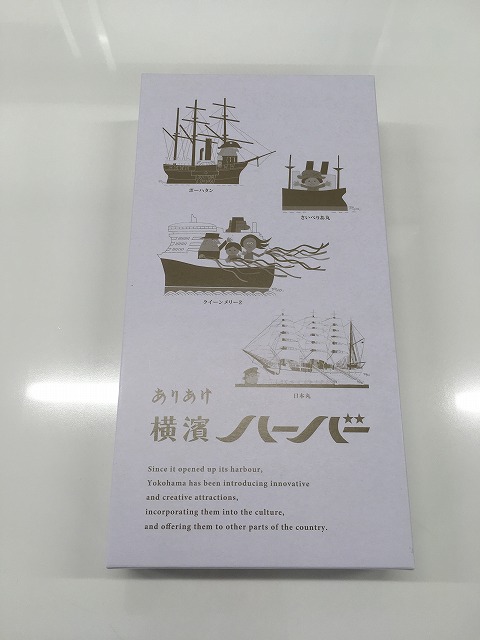 ポーハタン
さいべりあ丸
クイーンメリー2
日本丸
ありあけ
横濱 ハーバー
Since it opened up its harbour,
Yokohama has been introducing innovative
and creative attractions,
incorporating them into the culture,
and offering them to other parts of the country.